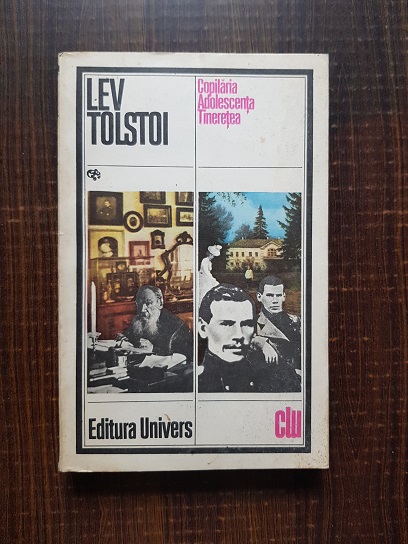 LEV
TOLSTOI
Copilăria
Adolescența
Tinerețea
Editura Univers
clu